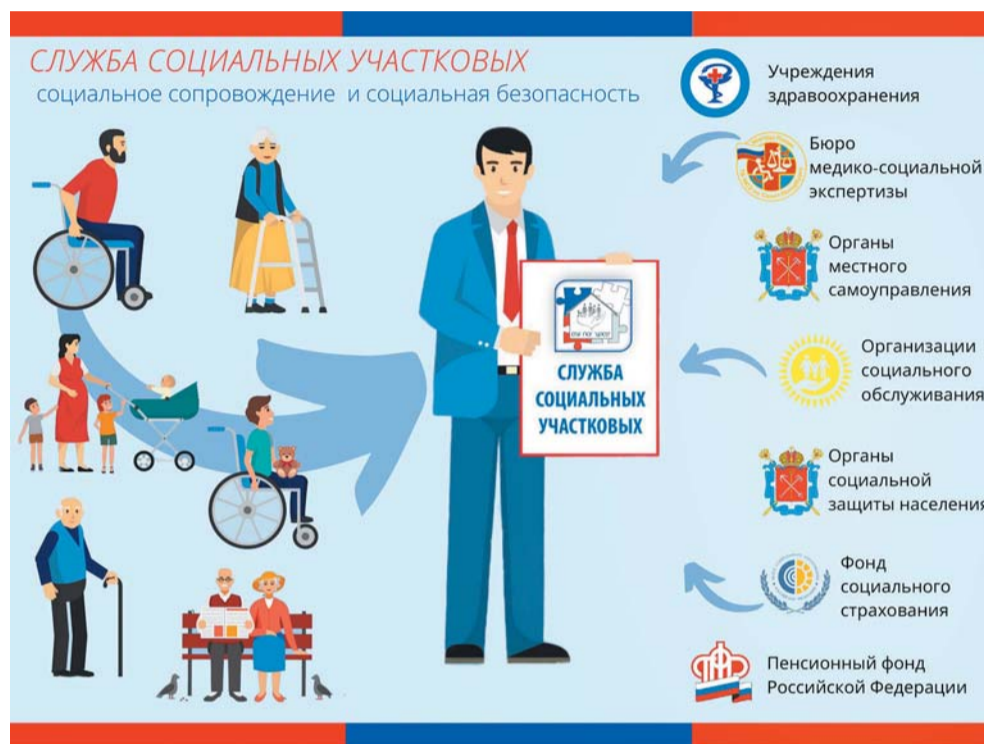 СЛУЖБА СОЦИАЛЬНЫХ УЧАСТКОВЫХ
социальное сопровождение и социальная безопасность
СЛУЖБА
СОЦИАЛЬНЫХ
УЧАСТКОВЫХ
Учреждения
здравоохранения
Бюро
медико-социальной
экспертизы
Органы
местного
самоуправления
Организации
социального
обслуживания
Органы
социальной
защиты населения
Фонд
социального
страхования
Пенсионный фонд
Российской Федерации